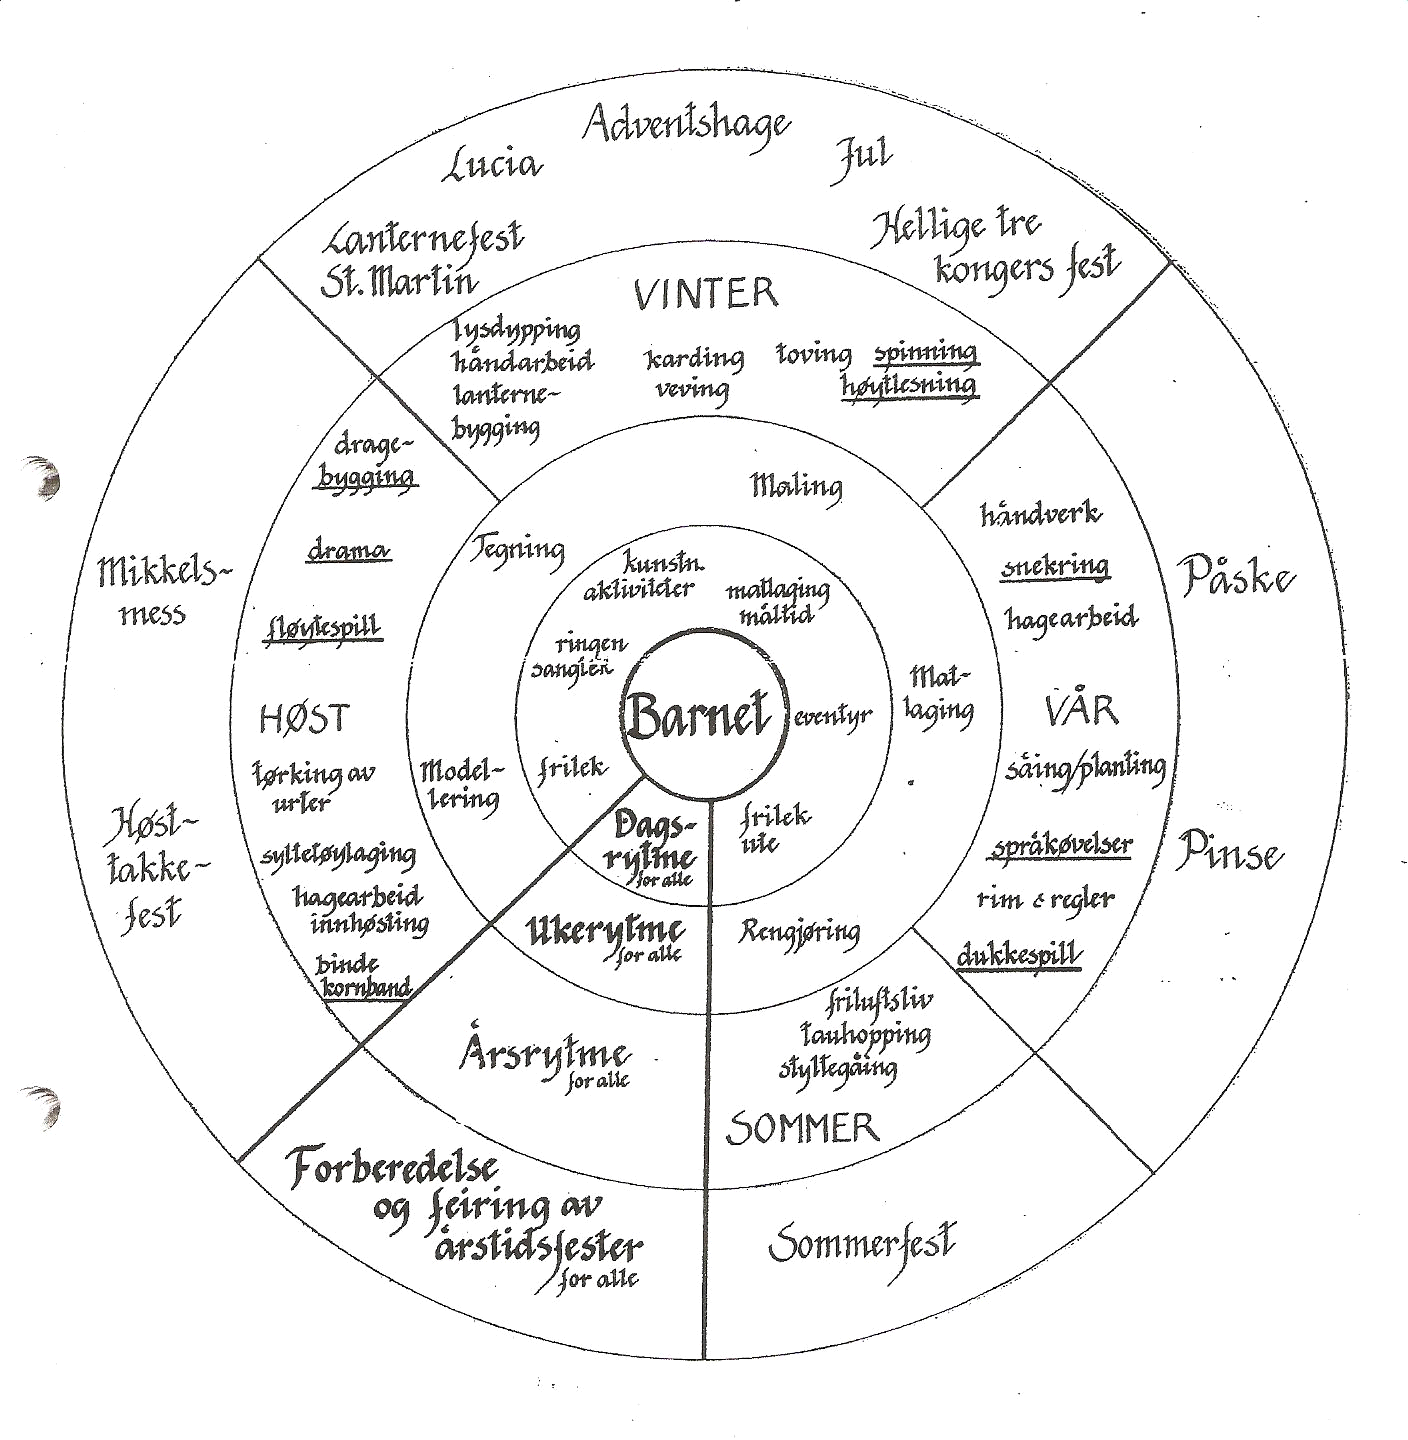 Adventshage
Lucia
Jul
Lanternefest
St. Martin
Hellige tre
kongers fest
VINTER
lysdypping
håndarbeid
lanterne-
bygging
karding
veving
toving
spinning
høytlesning
drage-
bygging
drama
fløytespill
HØST
tørking av
urter
syltetøylaging
hagearbeid
innhøsting
binde
kornband
Mikkels-
mess
Høst-
takke-
fest
Maling
Tegning
Model-
lering
Mat-
laging
Rengjøring
kunstn.
aktiviteter
matlaging
måltid
ringen
sangler
Barnet
eventyr
frilek
frilek
ute
Dags-
rytme
for alle
Ukerytme
for alle
Årsrytme
for alle
Forberedelse
og feiring av
årstidsfester
for alle
håndverk
snekring
hagearbeid
VÅR
såing/planting
språkøvelser
rim & regler
dukkespill
Påske
Pinse
friluftsliv
tauhopping
styltegåing
SOMMER
Sommerfest